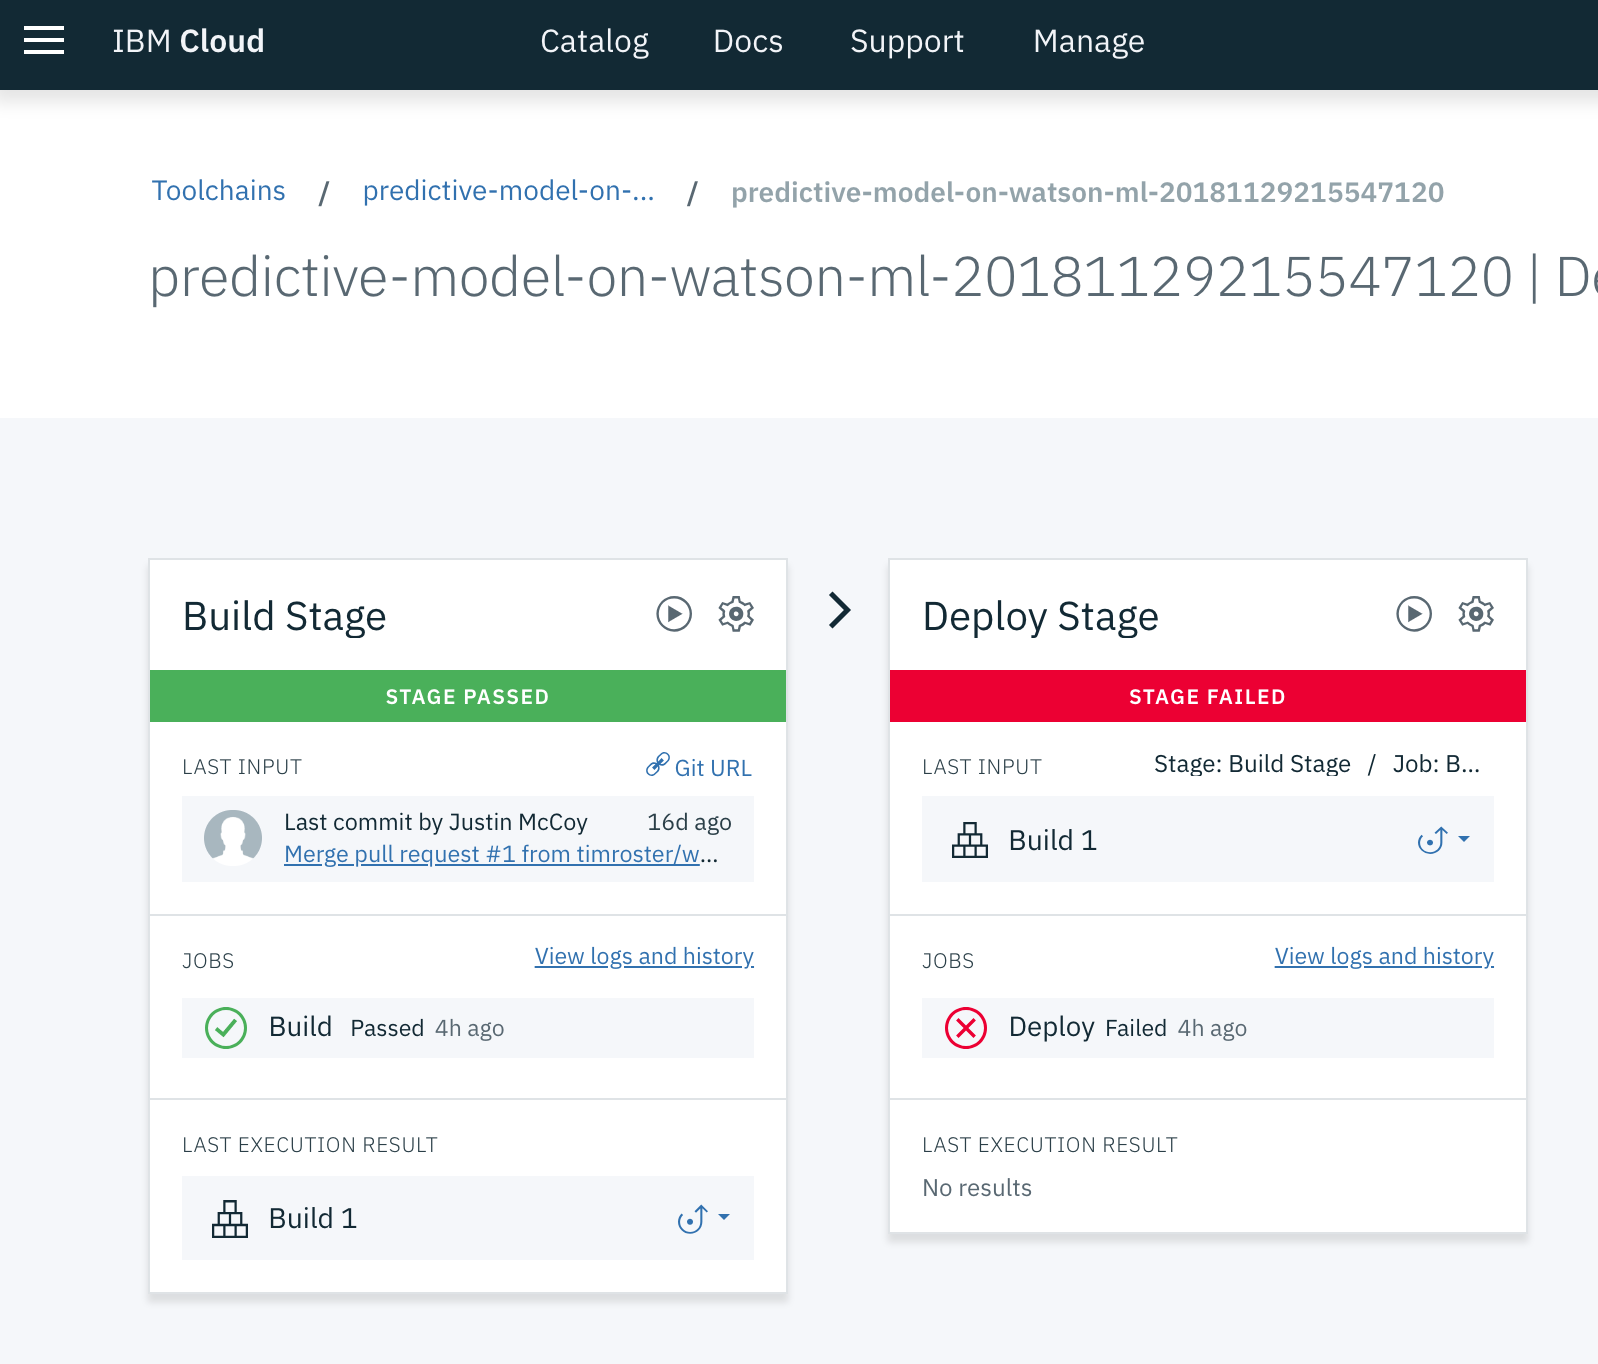 IBM Cloud Catalog Docs Support Manage
Toolchains / predictive-model-on-... / predictive-model-on-watson-ml-20181129215547120
predictive-model-on-watson-ml-20181129215547120 | De
Build Stage
STAGE PASSED
LAST INPUT Git URL
Last commit by Justin McCoy 16d ago
Merge pull request #1 from timroster/w...
JOBS View logs and history
Build Passed 4h ago
LAST EXECUTION RESULT
Build 1
Deploy Stage
STAGE FAILED
LAST INPUT Stage: Build Stage / Job: B...
Build 1
JOBS View logs and history
Deploy Failed 4h ago
LAST EXECUTION RESULT
No results